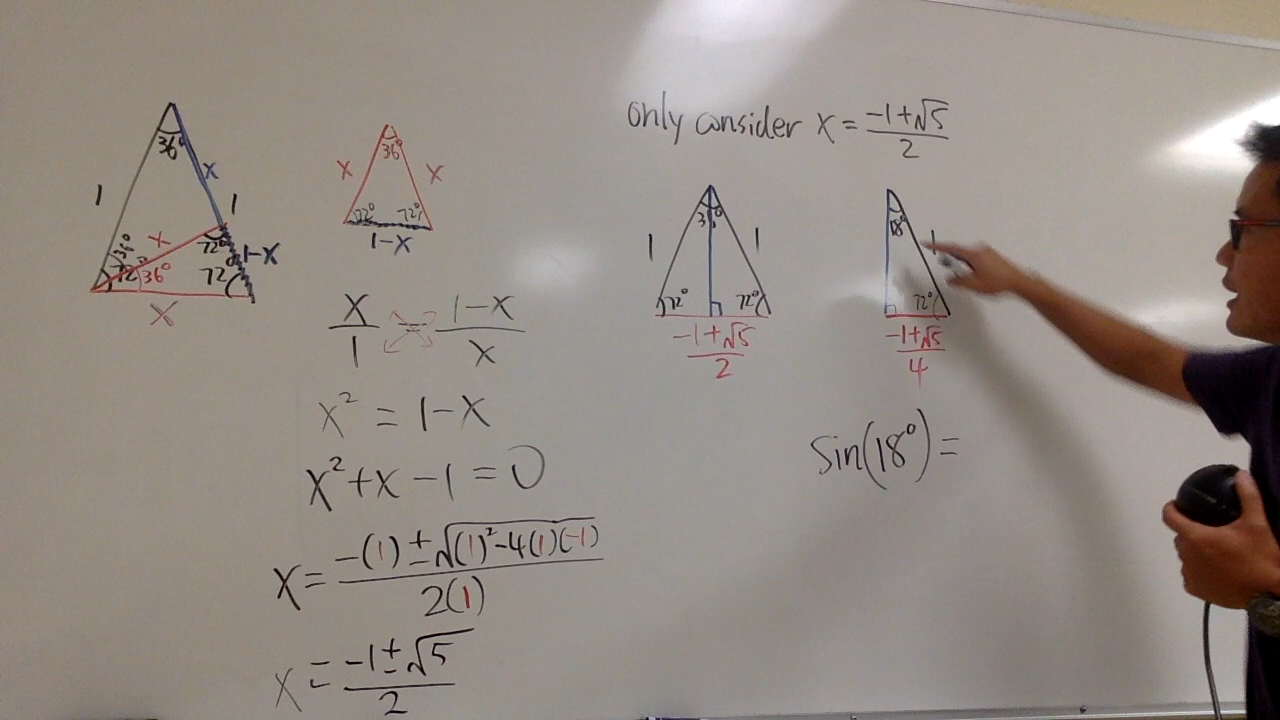 36°
1
x
1
x
36°
72°
36°
72°
72°
1-x
x
36°
x
x
72°
72°
1-x
x/1 = (1-x)/x
x² = 1-x
x²+x-1=0
x = (-(1)±√((1)²-4(1)(-1)))/(2(1))
x = (-1±√5)/2
only consider x = (-1+√5)/2
36°
1
1
72°
72°
(-1+√5)/2
18°
1
72°
(-1+√5)/4
Sin(18°)=